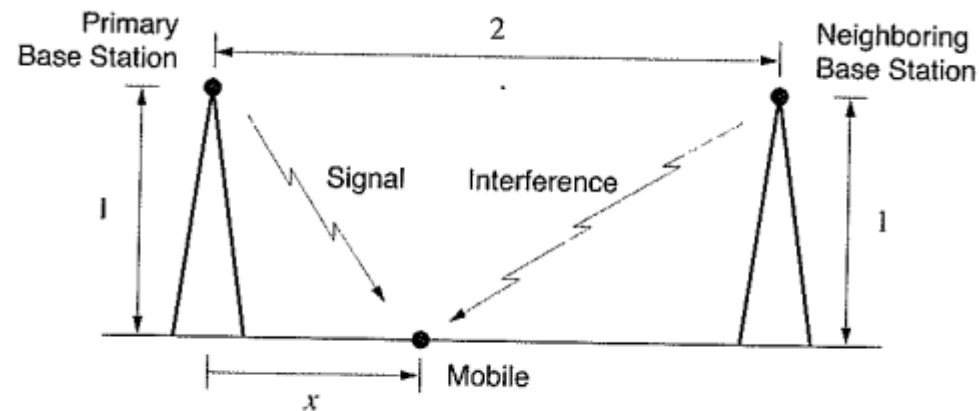 Primary
Base Station
2
Neighboring
Base Station
1
Signal
Interference
1
Mobile
x